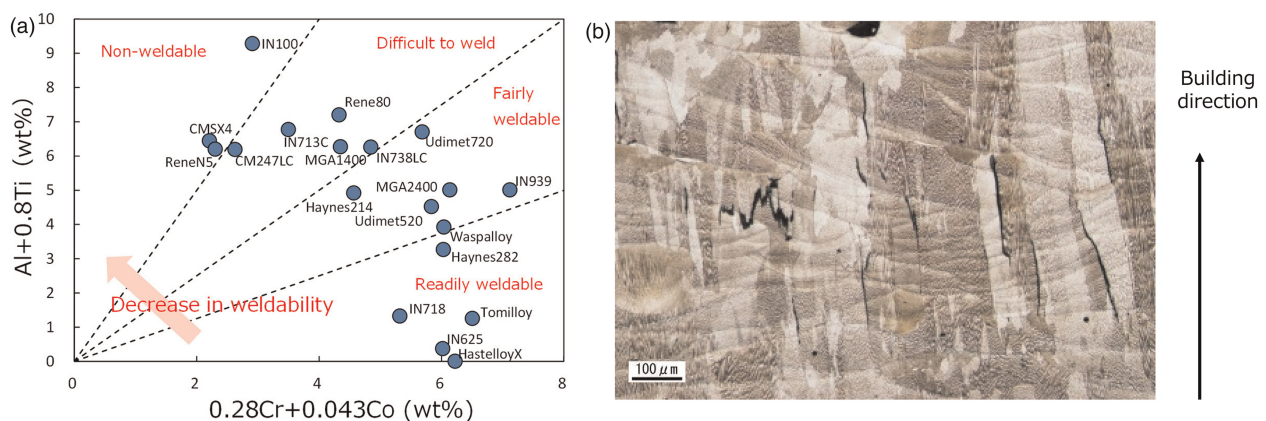 (a)
10
9
8
7
6
5
4
3
2
1
0
Al+0.8Ti (wt%)
0
2
4
6
8
0.28Cr+0.043Co (wt%)
Non-weldable
Difficult to weld
Fairly
weldable
Readily weldable
Decrease in weldability
IN100
Rene80
CMSX4
IN713C
Udimet720
ReneN5
CM247LC
MGA1400
IN738LC
MGA2400
IN939
Haynes214
Udimet520
Waspalloy
Haynes282
IN718
Tomilloy
IN625
HastelloyX
(b)
100μm
Building
direction